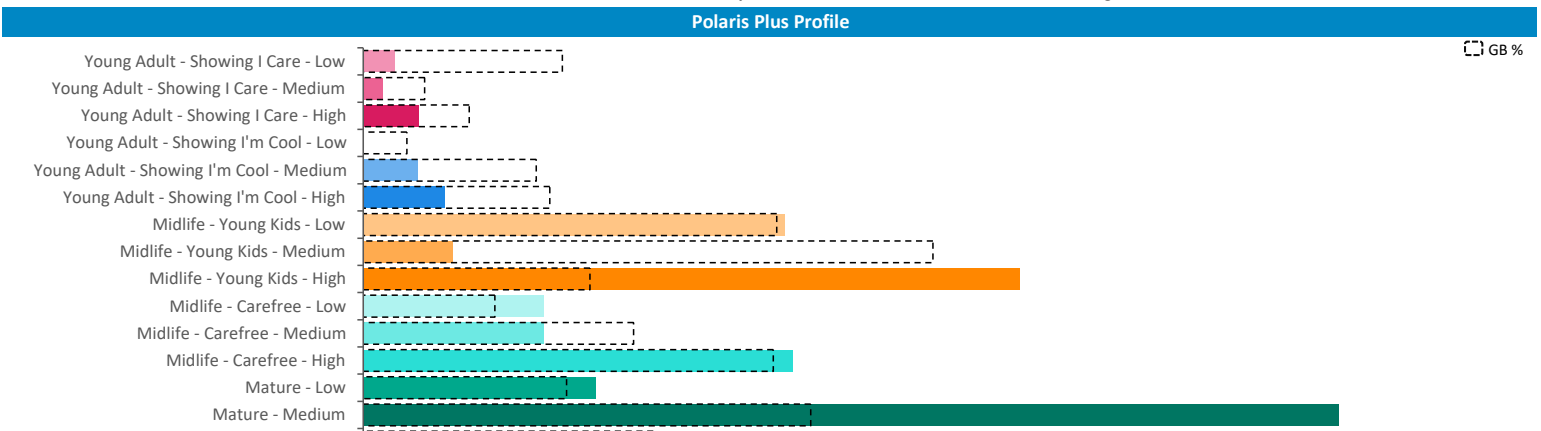 Polaris Plus Profile
GB %
Young Adult - Showing I Care - Low
Young Adult - Showing I Care - Medium
Young Adult - Showing I Care - High
Young Adult - Showing I'm Cool - Low
Young Adult - Showing I'm Cool - Medium
Young Adult - Showing I'm Cool - High
Midlife - Young Kids - Low
Midlife - Young Kids - Medium
Midlife - Young Kids - High
Midlife - Carefree - Low
Midlife - Carefree - Medium
Midlife - Carefree - High
Mature - Low
Mature - Medium